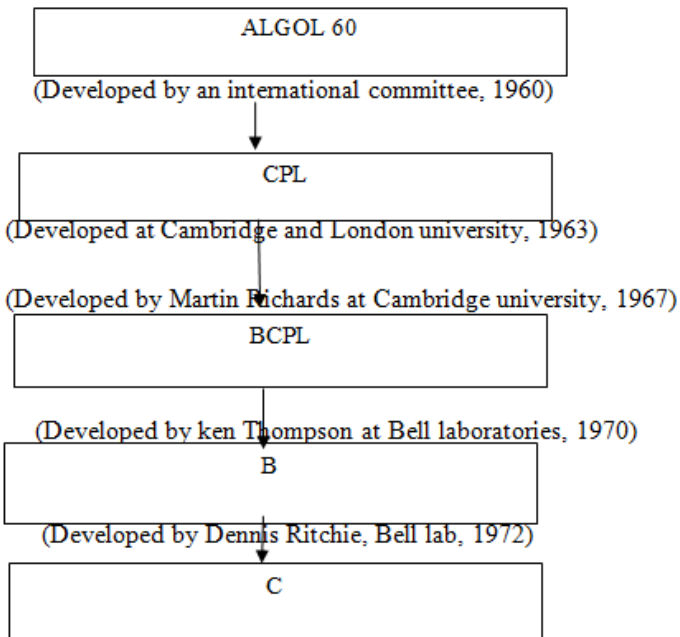 ALGOL 60
(Developed by an international committee, 1960)
CPL
(Developed at Cambridge and London university, 1963)
(Developed by Martin Richards at Cambridge university, 1967)
BCPL
(Developed by ken Thompson at Bell laboratories, 1970)
B
(Developed by Dennis Ritchie, Bell lab, 1972)
C